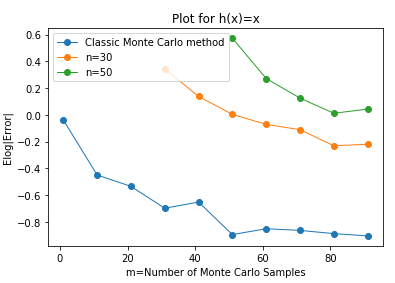 Plot for h(x)=x
Classic Monte Carlo method
n=30
n=50
Elog|Error|
0.6
0.4
0.2
0.0
−0.2
−0.4
−0.6
−0.8
0 20 40 60 80
m=Number of Monte Carlo Samples